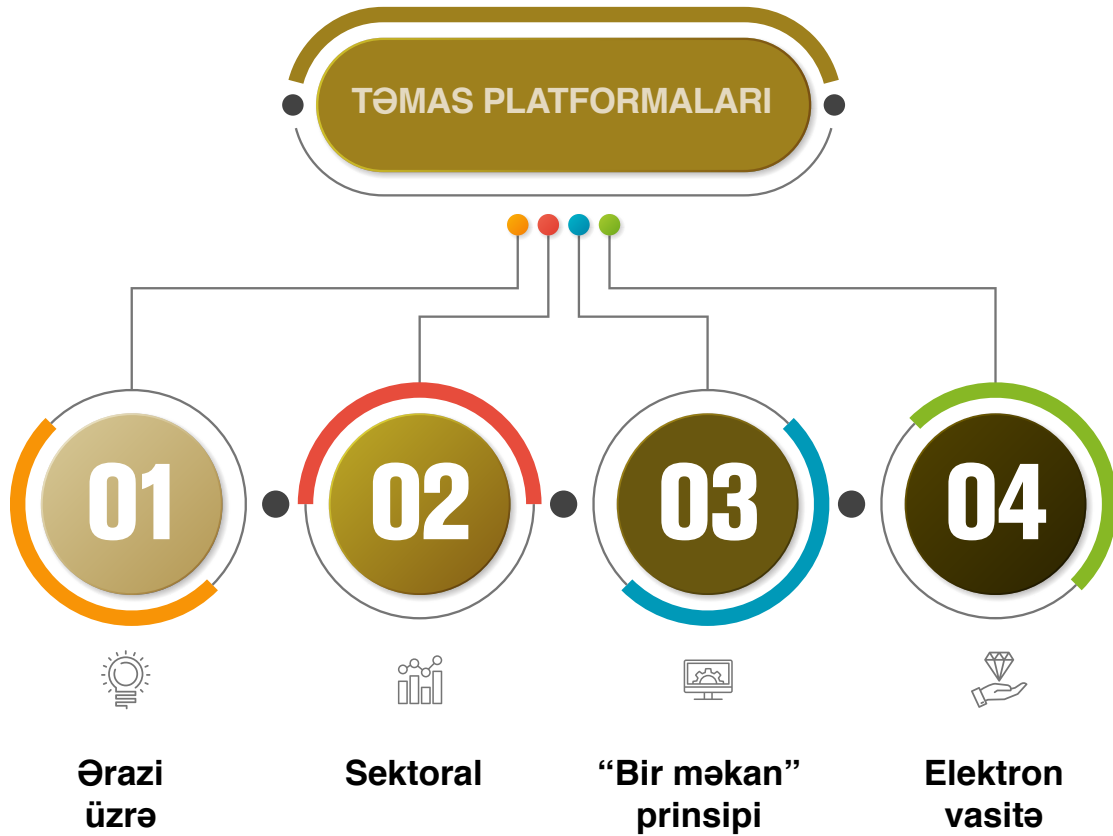 TƏMAS PLATFORMALARI
01
02
03
04
Ərazi
üzrə
Sektoral
“Bir məkan”
prinsipi
Elektron
vasitə